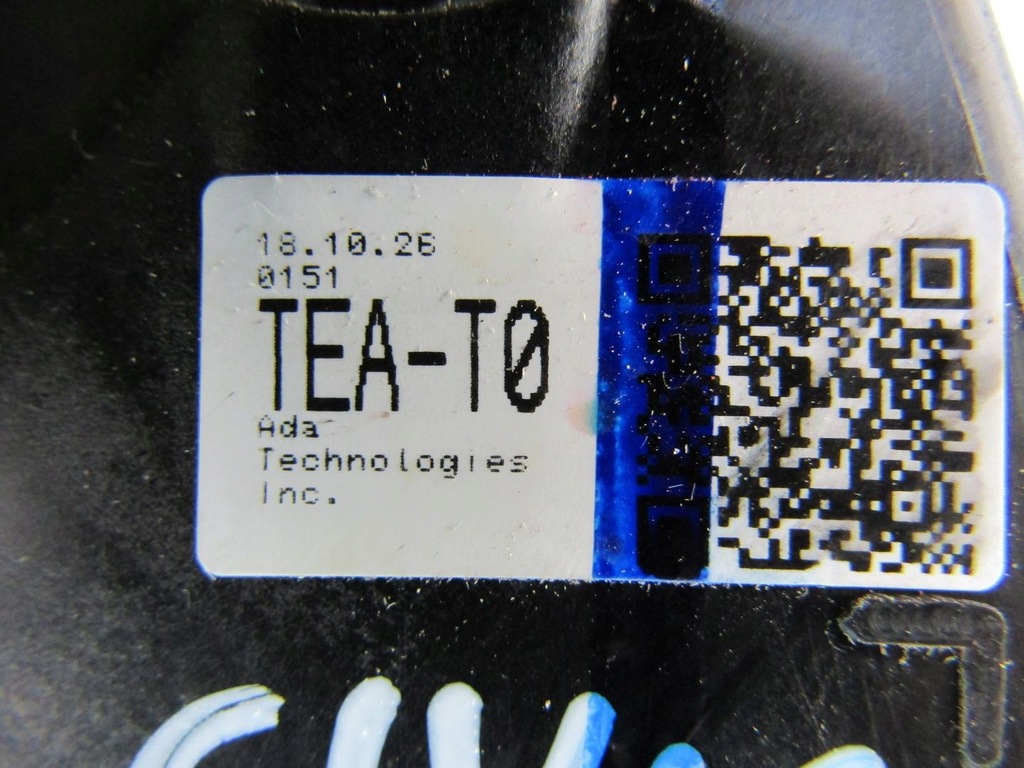 18.10.26
0151
TEA-T0
Ada
Technologies
Inc.